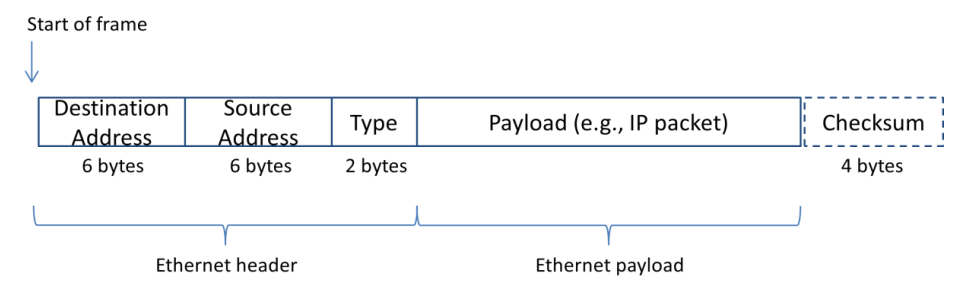 Start of frame
Destination
Address
Source
Address
Type
Payload (e.g., IP packet)
Checksum
6 bytes
6 bytes
2 bytes
4 bytes
Ethernet header
Ethernet payload